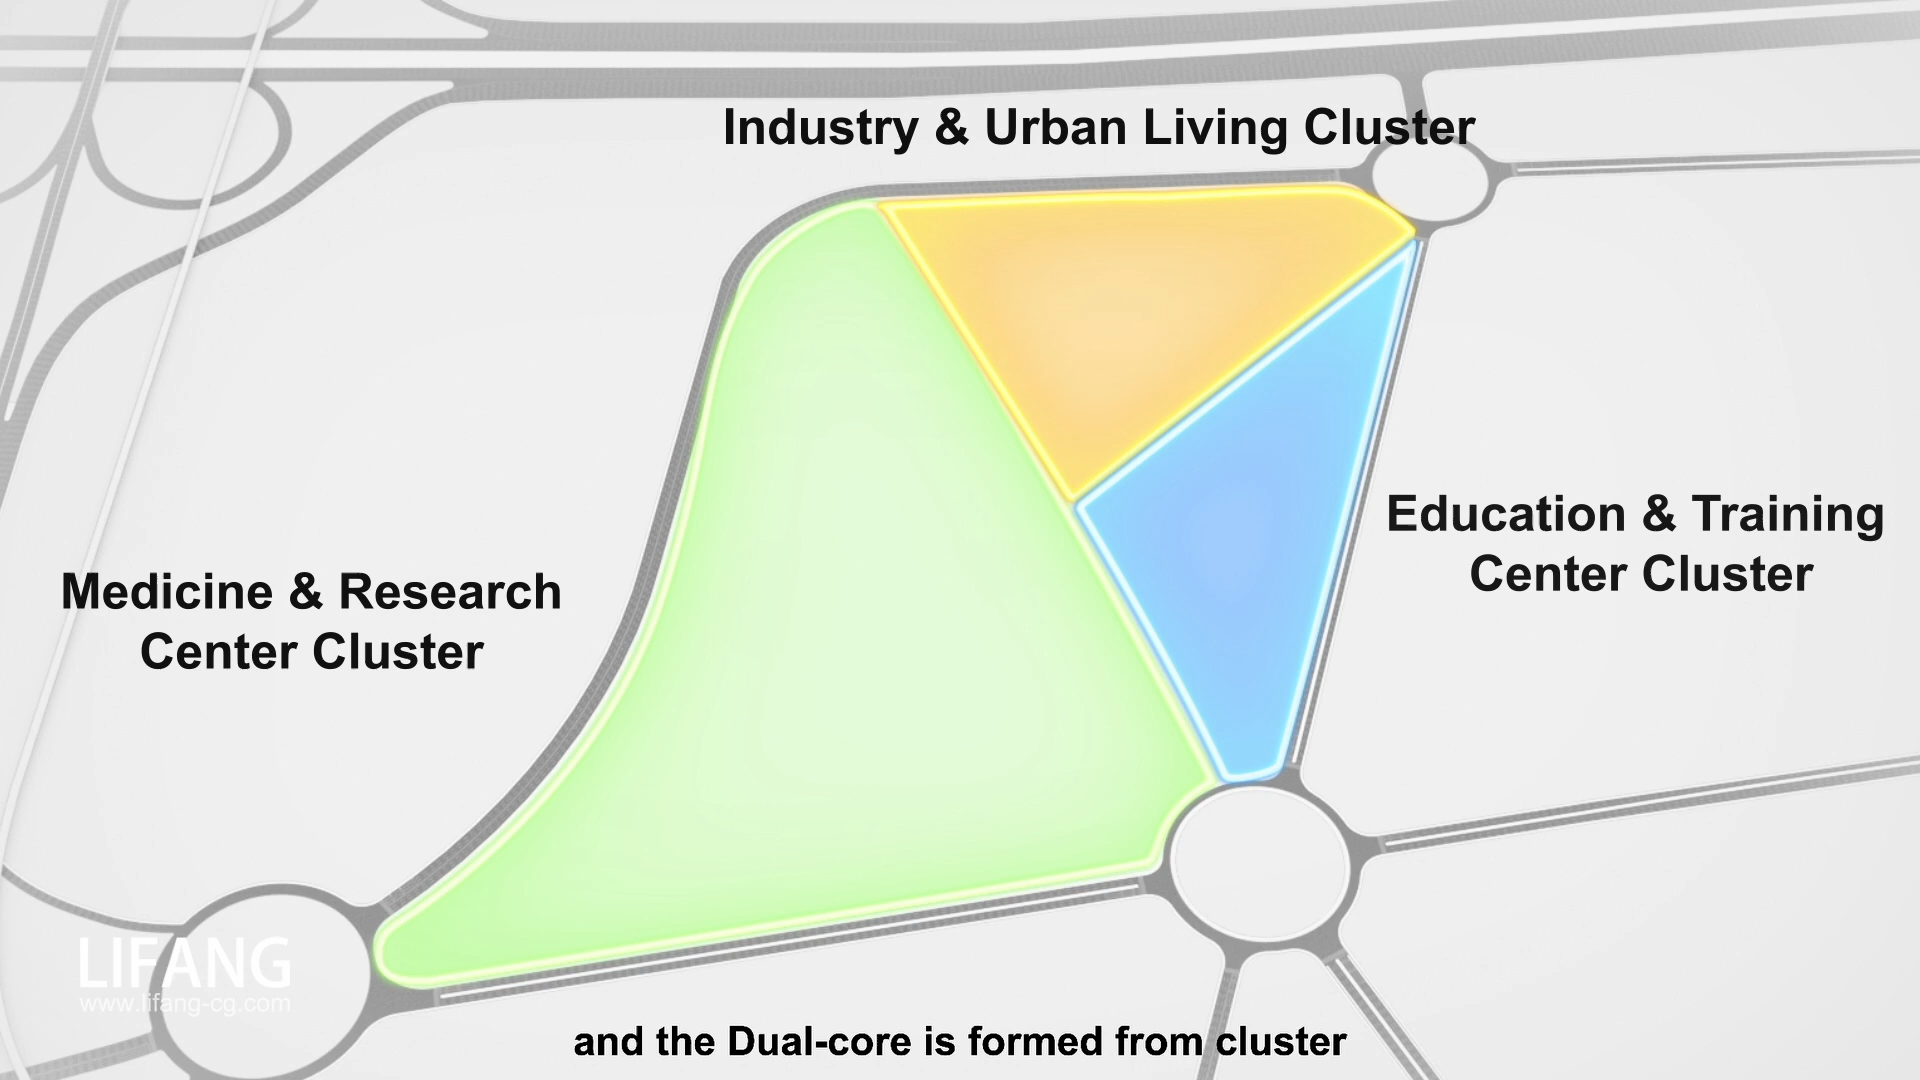 Industry & Urban Living Cluster
Education & Training
Center Cluster
Medicine & Research
Center Cluster
LIFANG
www.lifang-cg.com
and the Dual-core is formed from cluster